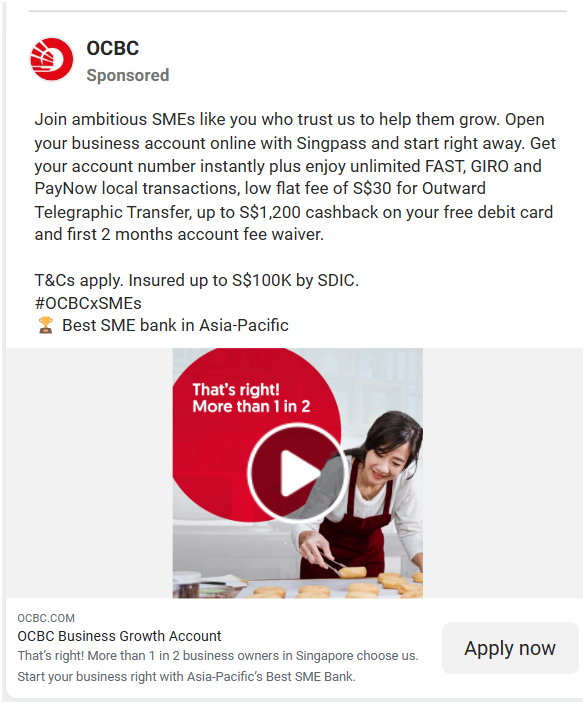 OCBC
Sponsored
Join ambitious SMEs like you who trust us to help them grow. Open
your business account online with Singpass and start right away. Get
your account number instantly plus enjoy unlimited FAST, GIRO and
PayNow local transactions, low flat fee of S$30 for Outward
Telegraphic Transfer, up to S$1,200 cashback on your free debit card
and first 2 months account fee waiver.
T&Cs apply. Insured up to S$100K by SDIC.
#OCBCxSMEs
🏆 Best SME bank in Asia-Pacific
That's right!
More than 1 in 2
OCBC.COM
OCBC Business Growth Account
That's right! More than 1 in 2 business owners in Singapore choose us.
Start your business right with Asia-Pacific's Best SME Bank.
Apply now